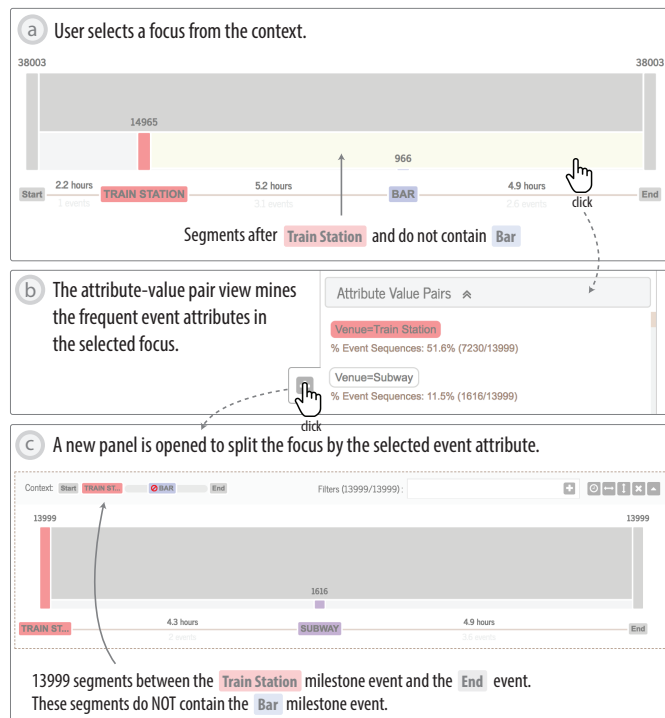 a User selects a focus from the context.
38003 38003
14965
966
2.2 hours 5.2 hours 4.9 hours
Start TRAIN STATION BAR End
1 events 3.1 events 2.6 events
click
Segments after Train Station and do not contain Bar
b The attribute-value pair view mines
the frequent event attributes in
the selected focus.
Attribute Value Pairs
Venue=Train Station
% Event Sequences: 51.6% (7230/13999)
Venue=Subway
% Event Sequences: 11.5% (1616/13999)
click
c A new panel is opened to split the focus by the selected event attribute.
Context: Start TRAIN ST... BAR End Filters (13999/13999) :
13999 13999
1616
4.3 hours 4.9 hours
TRAIN ST... SUBWAY End
2 events 3.6 events
13999 segments between the Train Station milestone event and the End event.
These segments do NOT contain the Bar milestone event.